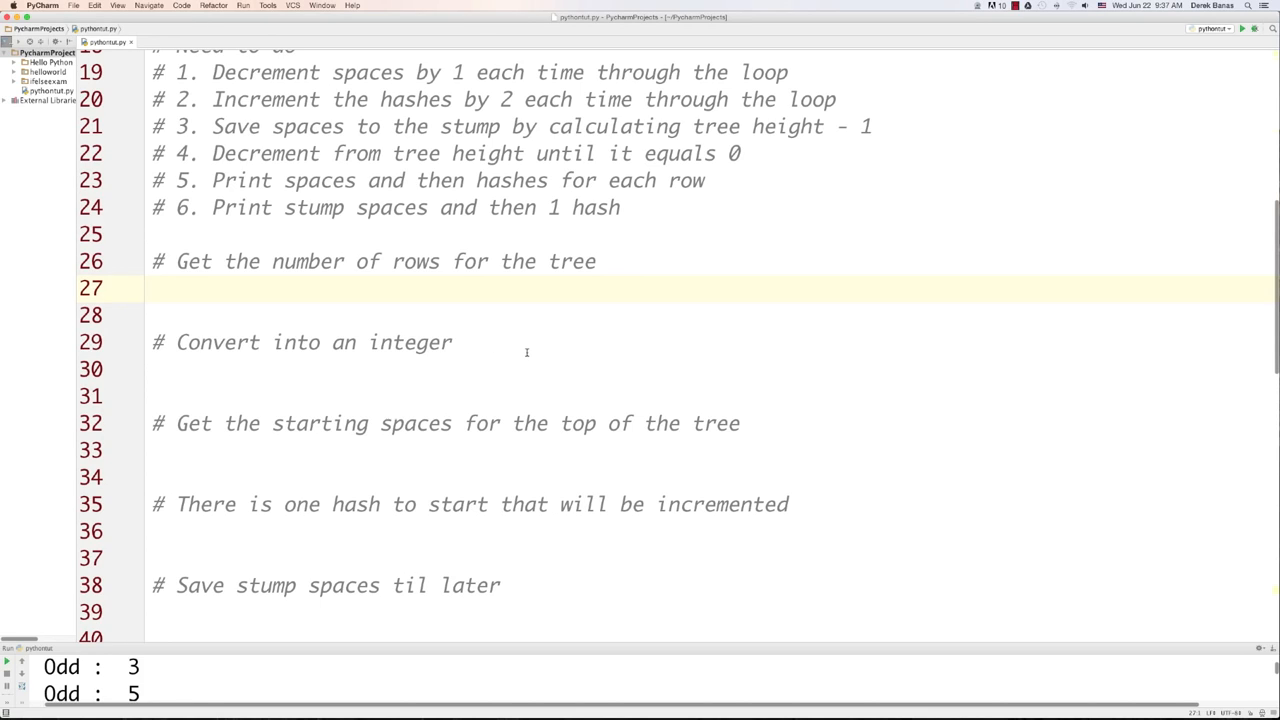 PyCharm File Edit View Navigate Code Refactor Run Tools VCS Window Help
10 Wed Jun 22 9:37 AM Derek Banas
pythontut.py - PycharmProjects - [~/PycharmProjects]
PycharmProjects pythontut.py
pythontut
pythontut.py
PycharmProject
Hello Python
helloworld
ifelseexam
pythontut.py
External Librarie
18 # Need to do
19 # 1. Decrement spaces by 1 each time through the loop
20 # 2. Increment the hashes by 2 each time through the loop
21 # 3. Save spaces to the stump by calculating tree height - 1
22 # 4. Decrement from tree height until it equals 0
23 # 5. Print spaces and then hashes for each row
24 # 6. Print stump spaces and then 1 hash
25
26 # Get the number of rows for the tree
27
28
29 # Convert into an integer
30
31
32 # Get the starting spaces for the top of the tree
33
34
35 # There is one hash to start that will be incremented
36
37
38 # Save stump spaces til later
39
40
Run pythontut
Odd : 3
Odd : 5
27:1 LF÷ UTF-8÷